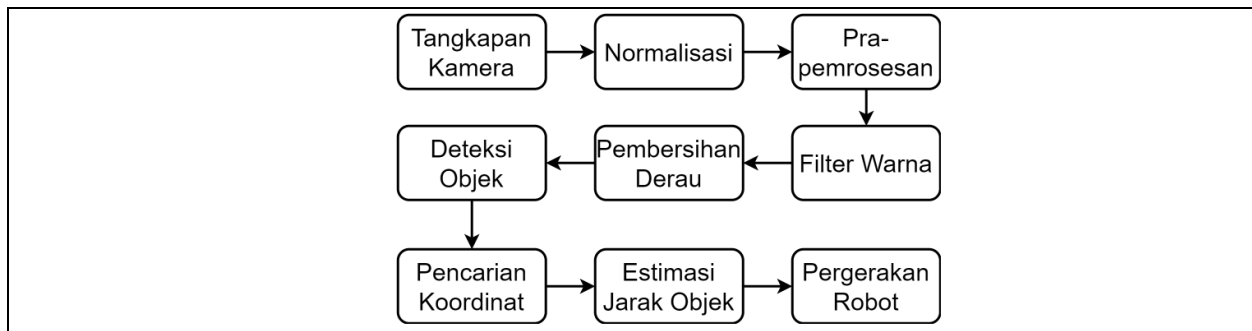 Tangkapan
Kamera
Normalisasi
Pra-
pemrosesan
Filter Warna
Pembersihan
Derau
Deteksi
Objek
Pencarian
Koordinat
Estimasi
Jarak Objek
Pergerakan
Robot